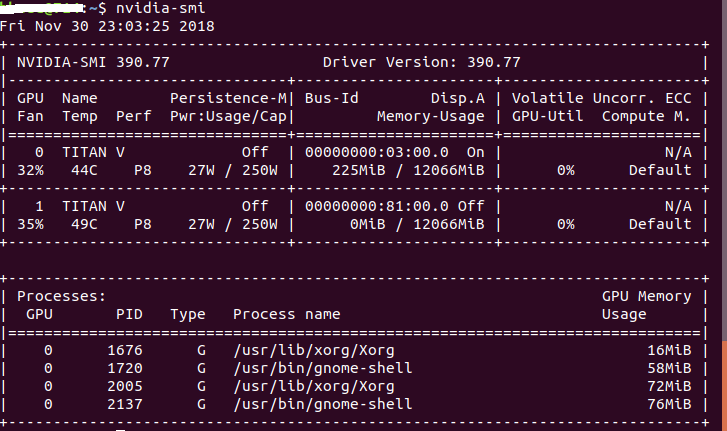 :~$ nvidia-smi
Fri Nov 30 23:03:25 2018
+-----------------------------------------------------------------------------+
| NVIDIA-SMI 390.77                 Driver Version: 390.77                    |
|-------------------------------+----------------------+----------------------+
| GPU  Name        Persistence-M| Bus-Id        Disp.A | Volatile Uncorr. ECC |
| Fan  Temp  Perf  Pwr:Usage/Cap|         Memory-Usage | GPU-Util  Compute M. |
|===============================+======================+======================|
|   0  TITAN V             Off  | 00000000:03:00.0  On |                  N/A |
| 32%   44C    P8    27W / 250W |    225MiB / 12066MiB |      0%      Default |
+-------------------------------+----------------------+----------------------+
|   1  TITAN V             Off  | 00000000:81:00.0 Off |                  N/A |
| 35%   49C    P8    27W / 250W |      0MiB / 12066MiB |      0%      Default |
+-------------------------------+----------------------+----------------------+
+-----------------------------------------------------------------------------+
| Processes:                                                       GPU Memory |
|  GPU       PID   Type   Process name                             Usage      |
|=============================================================================|
|    0      1676      G   /usr/lib/xorg/Xorg                            16MiB |
|    0      1720      G   /usr/bin/gnome-shell                          58MiB |
|    0      2005      G   /usr/lib/xorg/Xorg                            72MiB |
|    0      2137      G   /usr/bin/gnome-shell                          76MiB |
+-----------------------------------------------------------------------------+